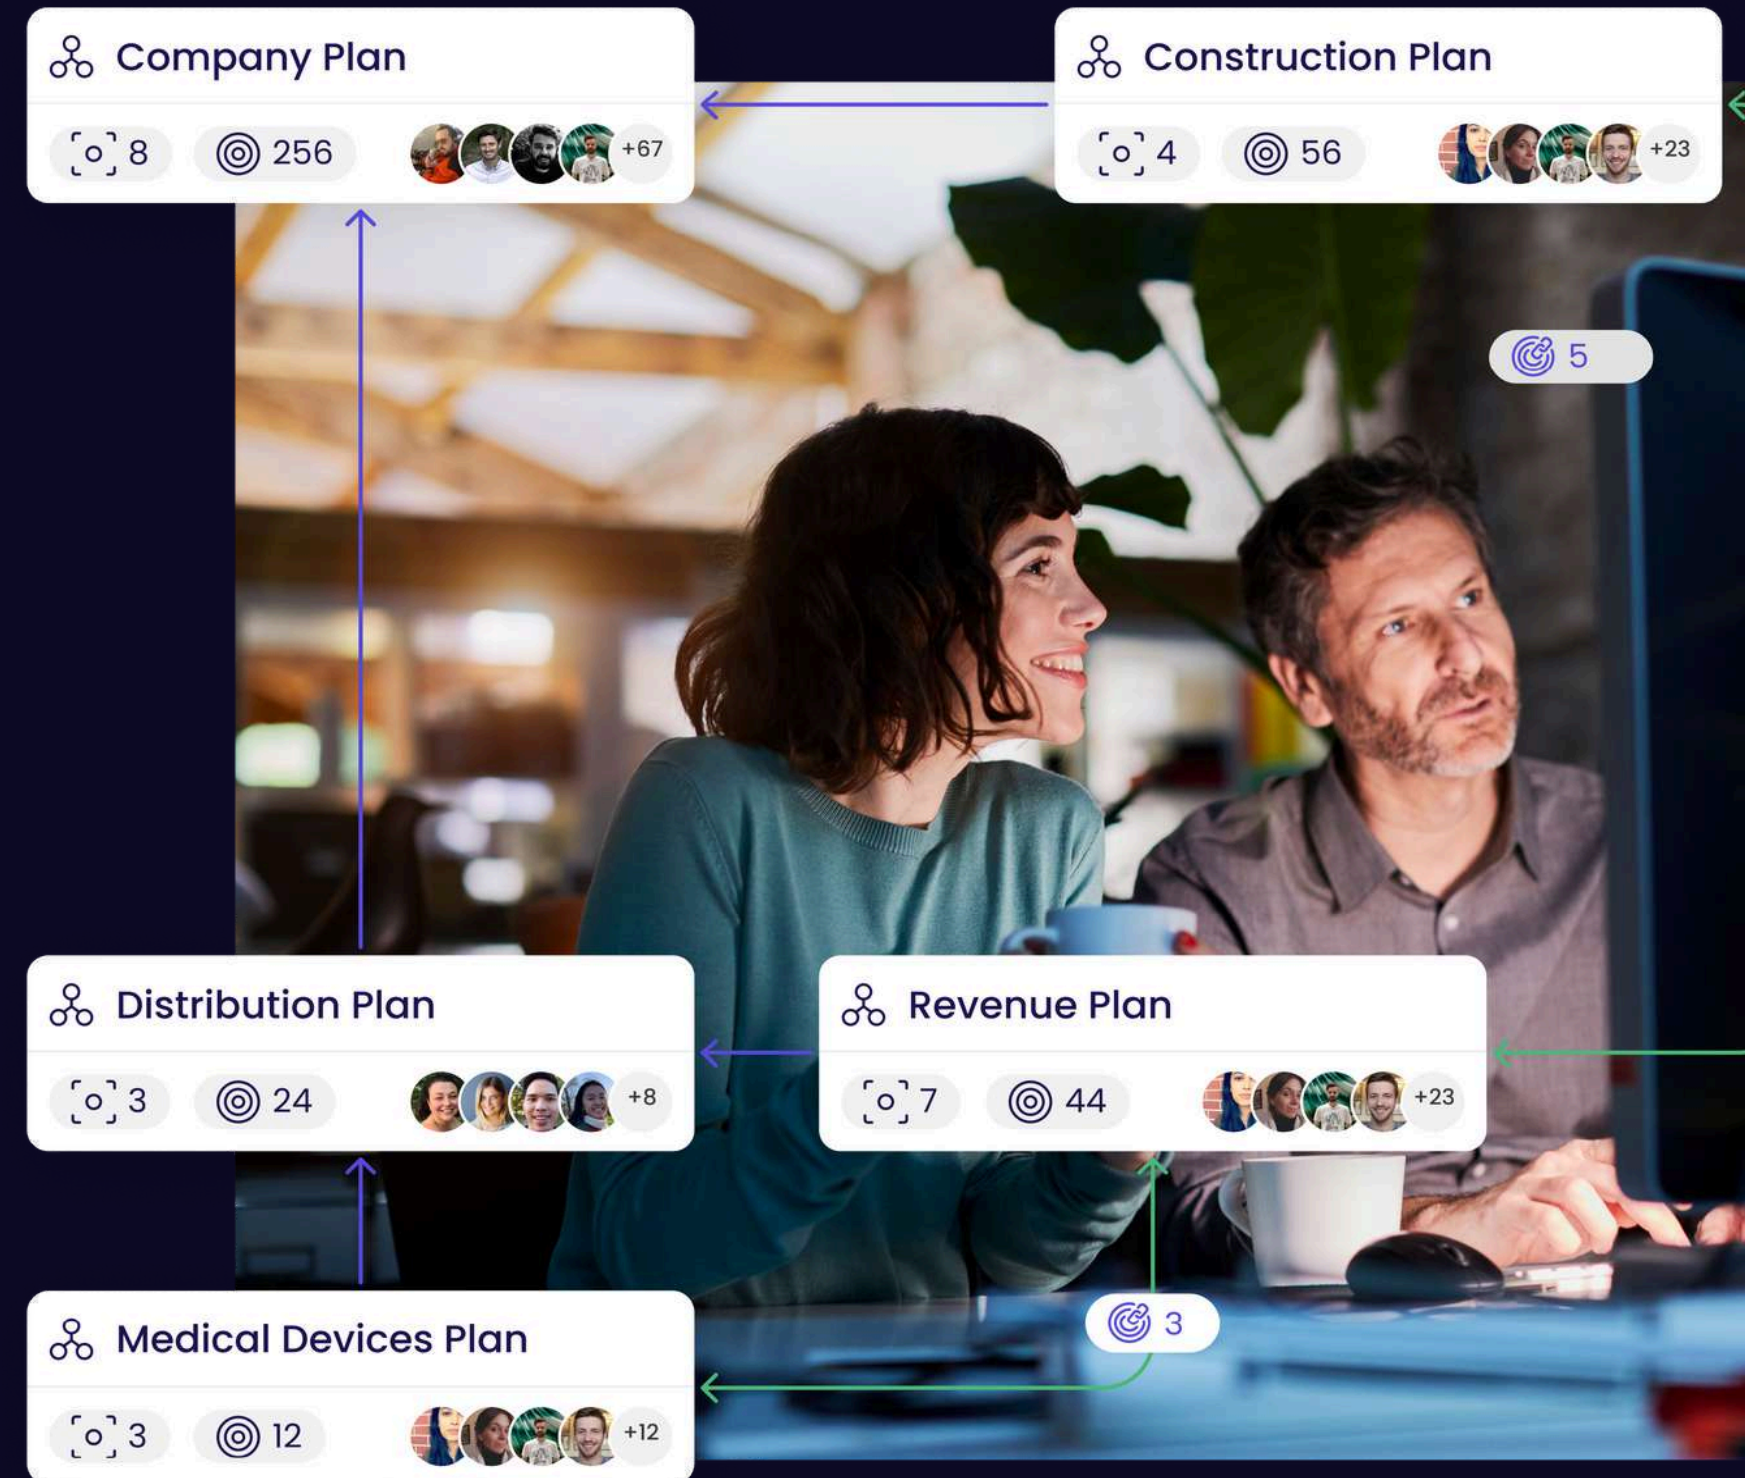 Company Plan
8 256 +67
Construction Plan
4 56 +23
5
Distribution Plan
3 24 +8
Revenue Plan
7 44 +23
3
Medical Devices Plan
3 12 +12